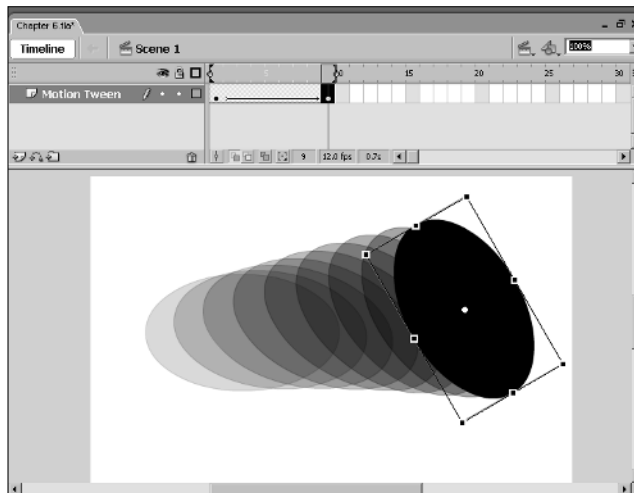 Chapter 6.fla*
Timeline
Scene 1
100%
5 10 15 20 25 30
Motion Tween
9 12.0 fps 0.7s